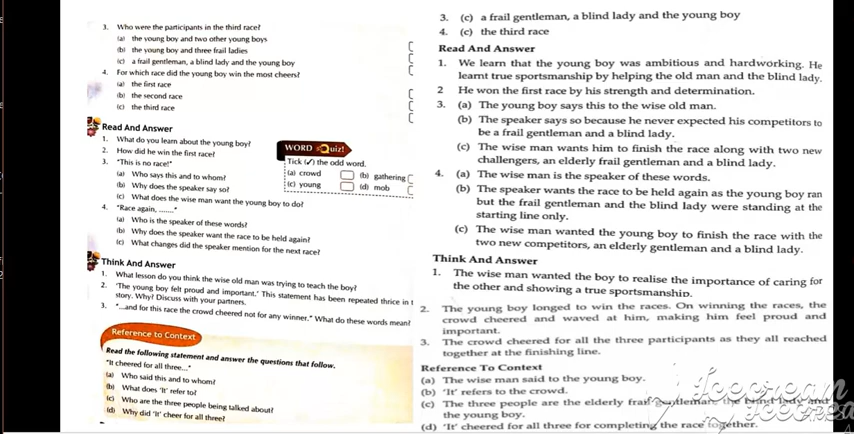 3. Who were the participants in the third race?
(a) the young boy and two other young boys
(b) the young boy and three frail ladies
(c) a frail gentleman, a blind lady and the young boy
4. For which race did the young boy win the most cheers?
(a) the first race
(b) the second race
(c) the third race
Read And Answer
1. What do you learn about the young boy?
2. How did he win the first race?
3. "This is no race!"
(a) Who says this and to whom?
(b) Why does the speaker say so?
(c) What does the wise man want the young boy to do?
4. "Race again, ......."
(a) Who is the speaker of these words?
(b) Why does the speaker want the race to be held again?
(c) What changes did the speaker mention for the next race?
WORD sQuiz!
Tick (✓) the odd word.
(a) crowd (b) gathering
(c) young (d) mob
Think And Answer
1. What lesson do you think the wise old man was trying to teach the boy?
2. 'The young boy felt proud and important.' This statement has been repeated thrice in t
story. Why? Discuss with your partners.
3. "...and for this race the crowd cheered not for any winner." What do these words mean?
Reference to Context
Read the following statement and answer the questions that follow.
"It cheered for all three..."
(a) Who said this and to whom?
(b) What does 'It' refer to?
(c) Who are the three people being talked about?
(d) Why did 'It' cheer for all three?
3. (c) a frail gentleman, a blind lady and the young boy
4. (c) the third race
Read And Answer
1. We learn that the young boy was ambitious and hardworking. He
learnt true sportsmanship by helping the old man and the blind lady.
2 He won the first race by his strength and determination.
3. (a) The young boy says this to the wise old man.
(b) The speaker says so because he never expected his competitors to
be a frail gentleman and a blind lady.
(c) The wise man wants him to finish the race along with two new
challengers, an elderly frail gentleman and a blind lady.
4. (a) The wise man is the speaker of these words.
(b) The speaker wants the race to be held again as the young boy ran
but the frail gentleman and the blind lady were standing at the
starting line only.
(c) The wise man wanted the young boy to finish the race with the
two new competitors, an elderly gentleman and a blind lady.
Think And Answer
1. The wise man wanted the boy to realise the importance of caring for
the other and showing a true sportsmanship.
2. The young boy longed to win the races. On winning the races, the
crowd cheered and waved at him, making him feel proud and
important.
3. The crowd cheered for all the three participants as they all reached
together at the finishing line.
Reference To Context
(a) The wise man said to the young boy.
(b) 'It' refers to the crowd.
(c) The three people are the elderly frail gentleman, the blind lady and
the young boy.
(d) 'It' cheered for all three for completing the race together.
Icecream